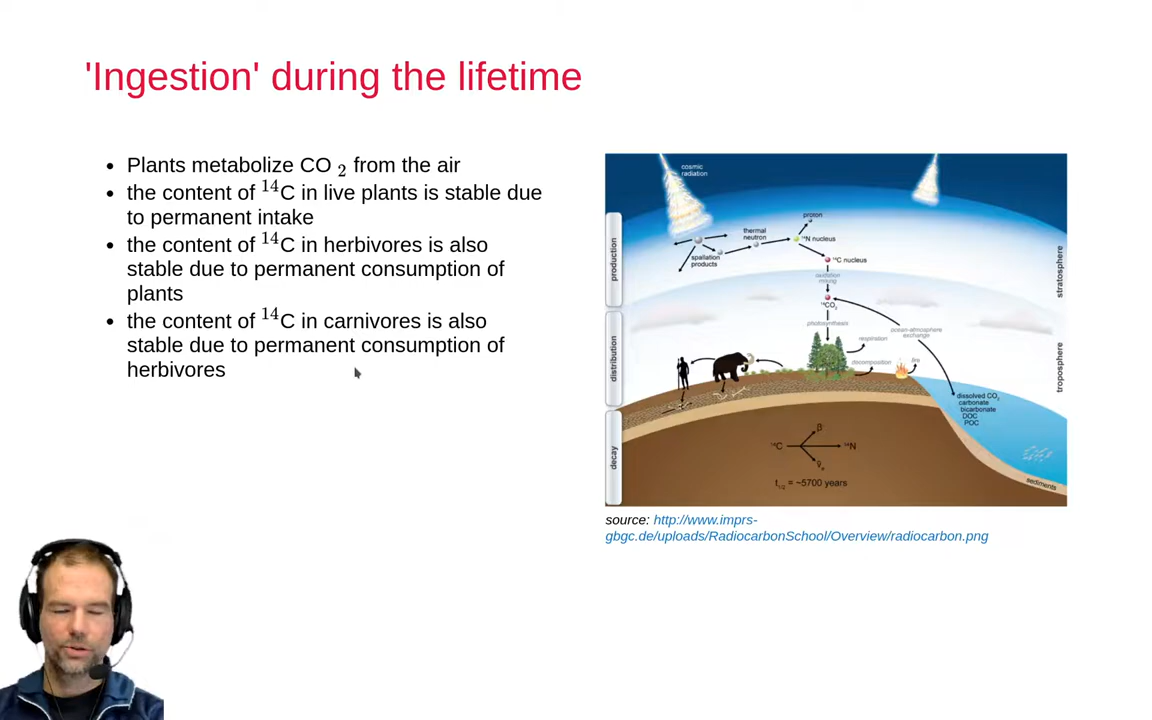 'Ingestion' during the lifetime
• Plants metabolize CO ₂ from the air
• the content of ¹⁴C in live plants is stable due
to permanent intake
• the content of ¹⁴C in herbivores is also
stable due to permanent consumption of
plants
• the content of ¹⁴C in carnivores is also
stable due to permanent consumption of
herbivores
cosmic
radiation
proton
thermal
neutron
¹⁴N nucleus
spallation
products
¹⁴C nucleus
oxidation
mixing
¹⁴CO₂
photosynthesis
ocean-atmosphere
exchange
respiration
decomposition
fire
dissolved CO₂
carbonate
bicarbonate
DOC
POC
production
distribution
decay
stratosphere
troposphere
sediments
β⁻
¹⁴C
¹⁴N
ν̄ₑ
t₁/₂ = ~5700 years
source: http://www.imprs-
gbgc.de/uploads/RadiocarbonSchool/Overview/radiocarbon.png